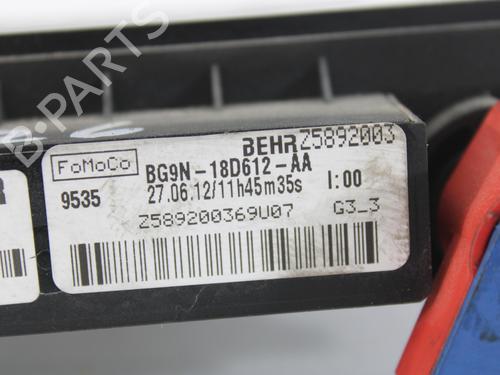 BEHR Z5892003
FoMoCo BG9N-18D612-AA
9535 27.06.12/11h45m35s I:00
Z589200369U07 G3_3
R
B-PARTS